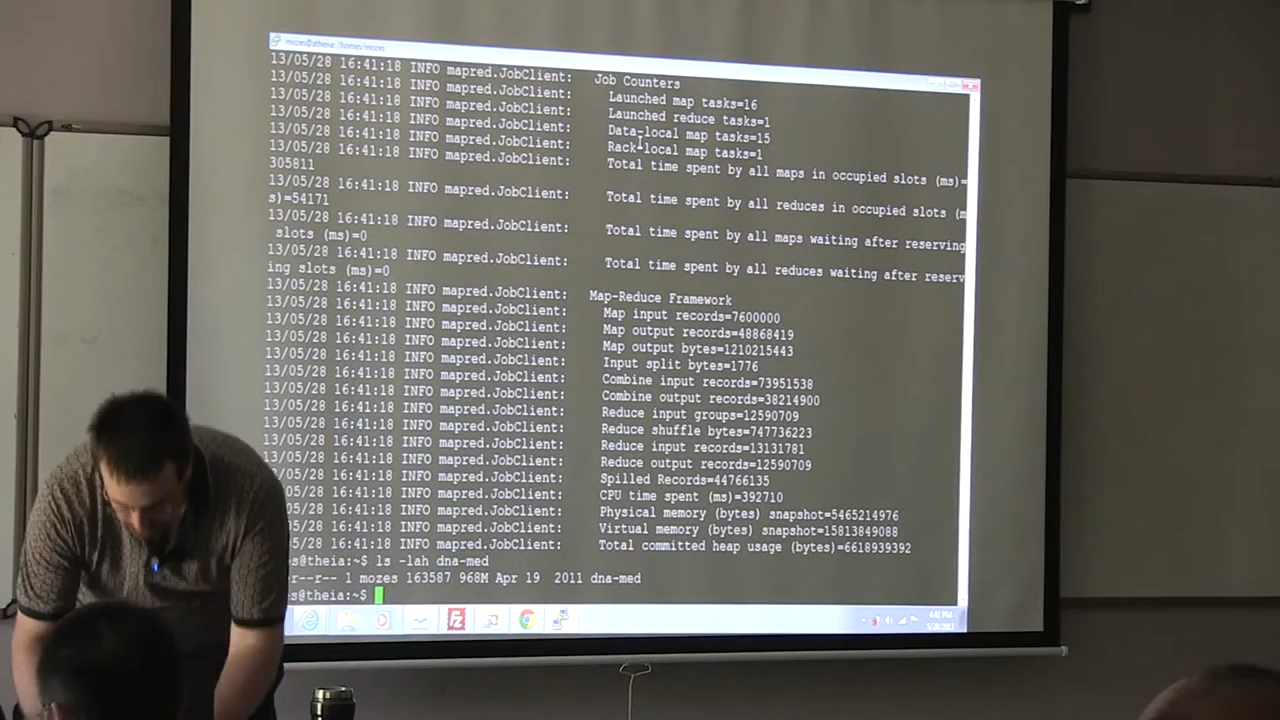 mozes@athena: /homes/mozes
13/05/28 16:41:18 INFO mapred.JobClient: Job Counters
13/05/28 16:41:18 INFO mapred.JobClient: Launched map tasks=16
13/05/28 16:41:18 INFO mapred.JobClient: Launched reduce tasks=1
13/05/28 16:41:18 INFO mapred.JobClient: Data-local map tasks=15
13/05/28 16:41:18 INFO mapred.JobClient: Rack-local map tasks=1
13/05/28 16:41:18 INFO mapred.JobClient: Total time spent by all maps in occupied slots (ms)=
305811
13/05/28 16:41:18 INFO mapred.JobClient: Total time spent by all reduces in occupied slots (m
s)=54171
13/05/28 16:41:18 INFO mapred.JobClient: Total time spent by all maps waiting after reserving
slots (ms)=0
13/05/28 16:41:18 INFO mapred.JobClient: Total time spent by all reduces waiting after reserv
ing slots (ms)=0
13/05/28 16:41:18 INFO mapred.JobClient: Map-Reduce Framework
13/05/28 16:41:18 INFO mapred.JobClient: Map input records=7600000
13/05/28 16:41:18 INFO mapred.JobClient: Map output records=48868419
13/05/28 16:41:18 INFO mapred.JobClient: Map output bytes=1210215443
13/05/28 16:41:18 INFO mapred.JobClient: Input split bytes=1776
13/05/28 16:41:18 INFO mapred.JobClient: Combine input records=73951538
13/05/28 16:41:18 INFO mapred.JobClient: Combine output records=38214900
13/05/28 16:41:18 INFO mapred.JobClient: Reduce input groups=12590709
13/05/28 16:41:18 INFO mapred.JobClient: Reduce shuffle bytes=747736223
13/05/28 16:41:18 INFO mapred.JobClient: Reduce input records=13131781
13/05/28 16:41:18 INFO mapred.JobClient: Reduce output records=12590709
13/05/28 16:41:18 INFO mapred.JobClient: Spilled Records=44766135
3/05/28 16:41:18 INFO mapred.JobClient: CPU time spent (ms)=392710
/05/28 16:41:18 INFO mapred.JobClient: Physical memory (bytes) snapshot=5465214976
/05/28 16:41:18 INFO mapred.JobClient: Virtual memory (bytes) snapshot=15813849088
/05/28 16:41:18 INFO mapred.JobClient: Total committed heap usage (bytes)=6618939392
es@theia:~$ ls -lah dna-med
r--r-- 1 mozes 163587 968M Apr 19 2011 dna-med
es@theia:~$
4:41 PM
5/28/2013